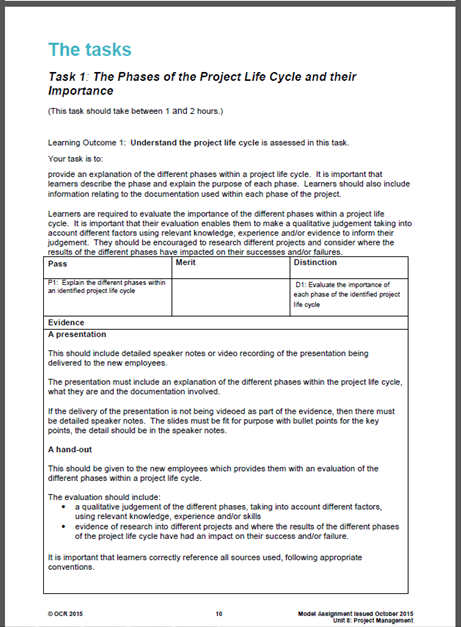 The tasks
Task 1: The Phases of the Project Life Cycle and their
Importance
(This task should take between 1 and 2 hours.)
Learning Outcome 1: Understand the project life cycle is assessed in this task.
Your task is to:
provide an explanation of the different phases within a project life cycle. It is important that
learners describe the phase and explain the purpose of each phase. Learners should also include
information relating to the documentation used within each phase of the project.
Learners are required to evaluate the importance of the different phases within a project life
cycle. It is important that their evaluation enables them to make a qualitative judgement taking into
account different factors using relevant knowledge, experience and/or evidence to inform their
judgement. They should be encouraged to research different projects and consider where the
results of the different phases have impacted on their successes and/or failures.
Pass Merit Distinction
P1: Explain the different phases within
an identified project life cycle
D1: Evaluate the importance of
each phase of the identified project
life cycle
Evidence
A presentation
This should include detailed speaker notes or video recording of the presentation being
delivered to the new employees.
The presentation must include an explanation of the different phases within the project life cycle,
what they are and the documentation involved.
If the delivery of the presentation is not being videoed as part of the evidence, then there must
be detailed speaker notes. The slides must be fit for purpose with bullet points for the key
points, the detail should be in the speaker notes.
A hand-out
This should be given to the new employees which provides them with an evaluation of the
different phases within a project life cycle.
The evaluation should include:
• a qualitative judgement of the different phases, taking into account different factors,
using relevant knowledge, experience and/or skills
• evidence of research into different projects and where the results of the different phases
of the project life cycle have had an impact on their success and/or failure.
It is important that learners correctly reference all sources used, following appropriate
conventions.
© OCR 2015 10 Model Assignment Issued October 2015
Unit 8: Project Management